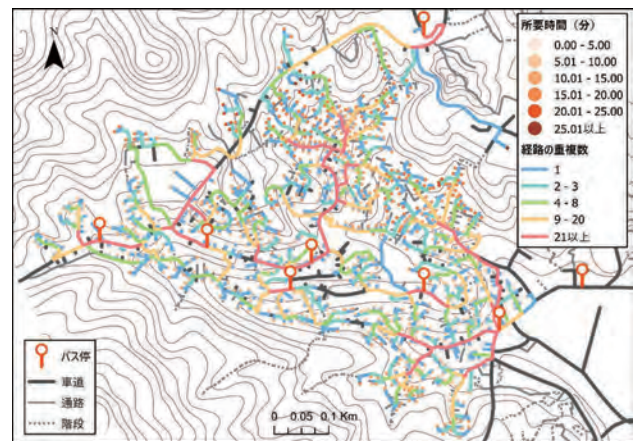 N
所要時間（分）
0.00 - 5.00
5.01 - 10.00
10.01 - 15.00
15.01 - 20.00
20.01 - 25.00
25.01以上
経路の重複数
1
2 - 3
4 - 8
9 - 20
21以上
バス停
車道
通路
階段
0 0.05 0.1 Km